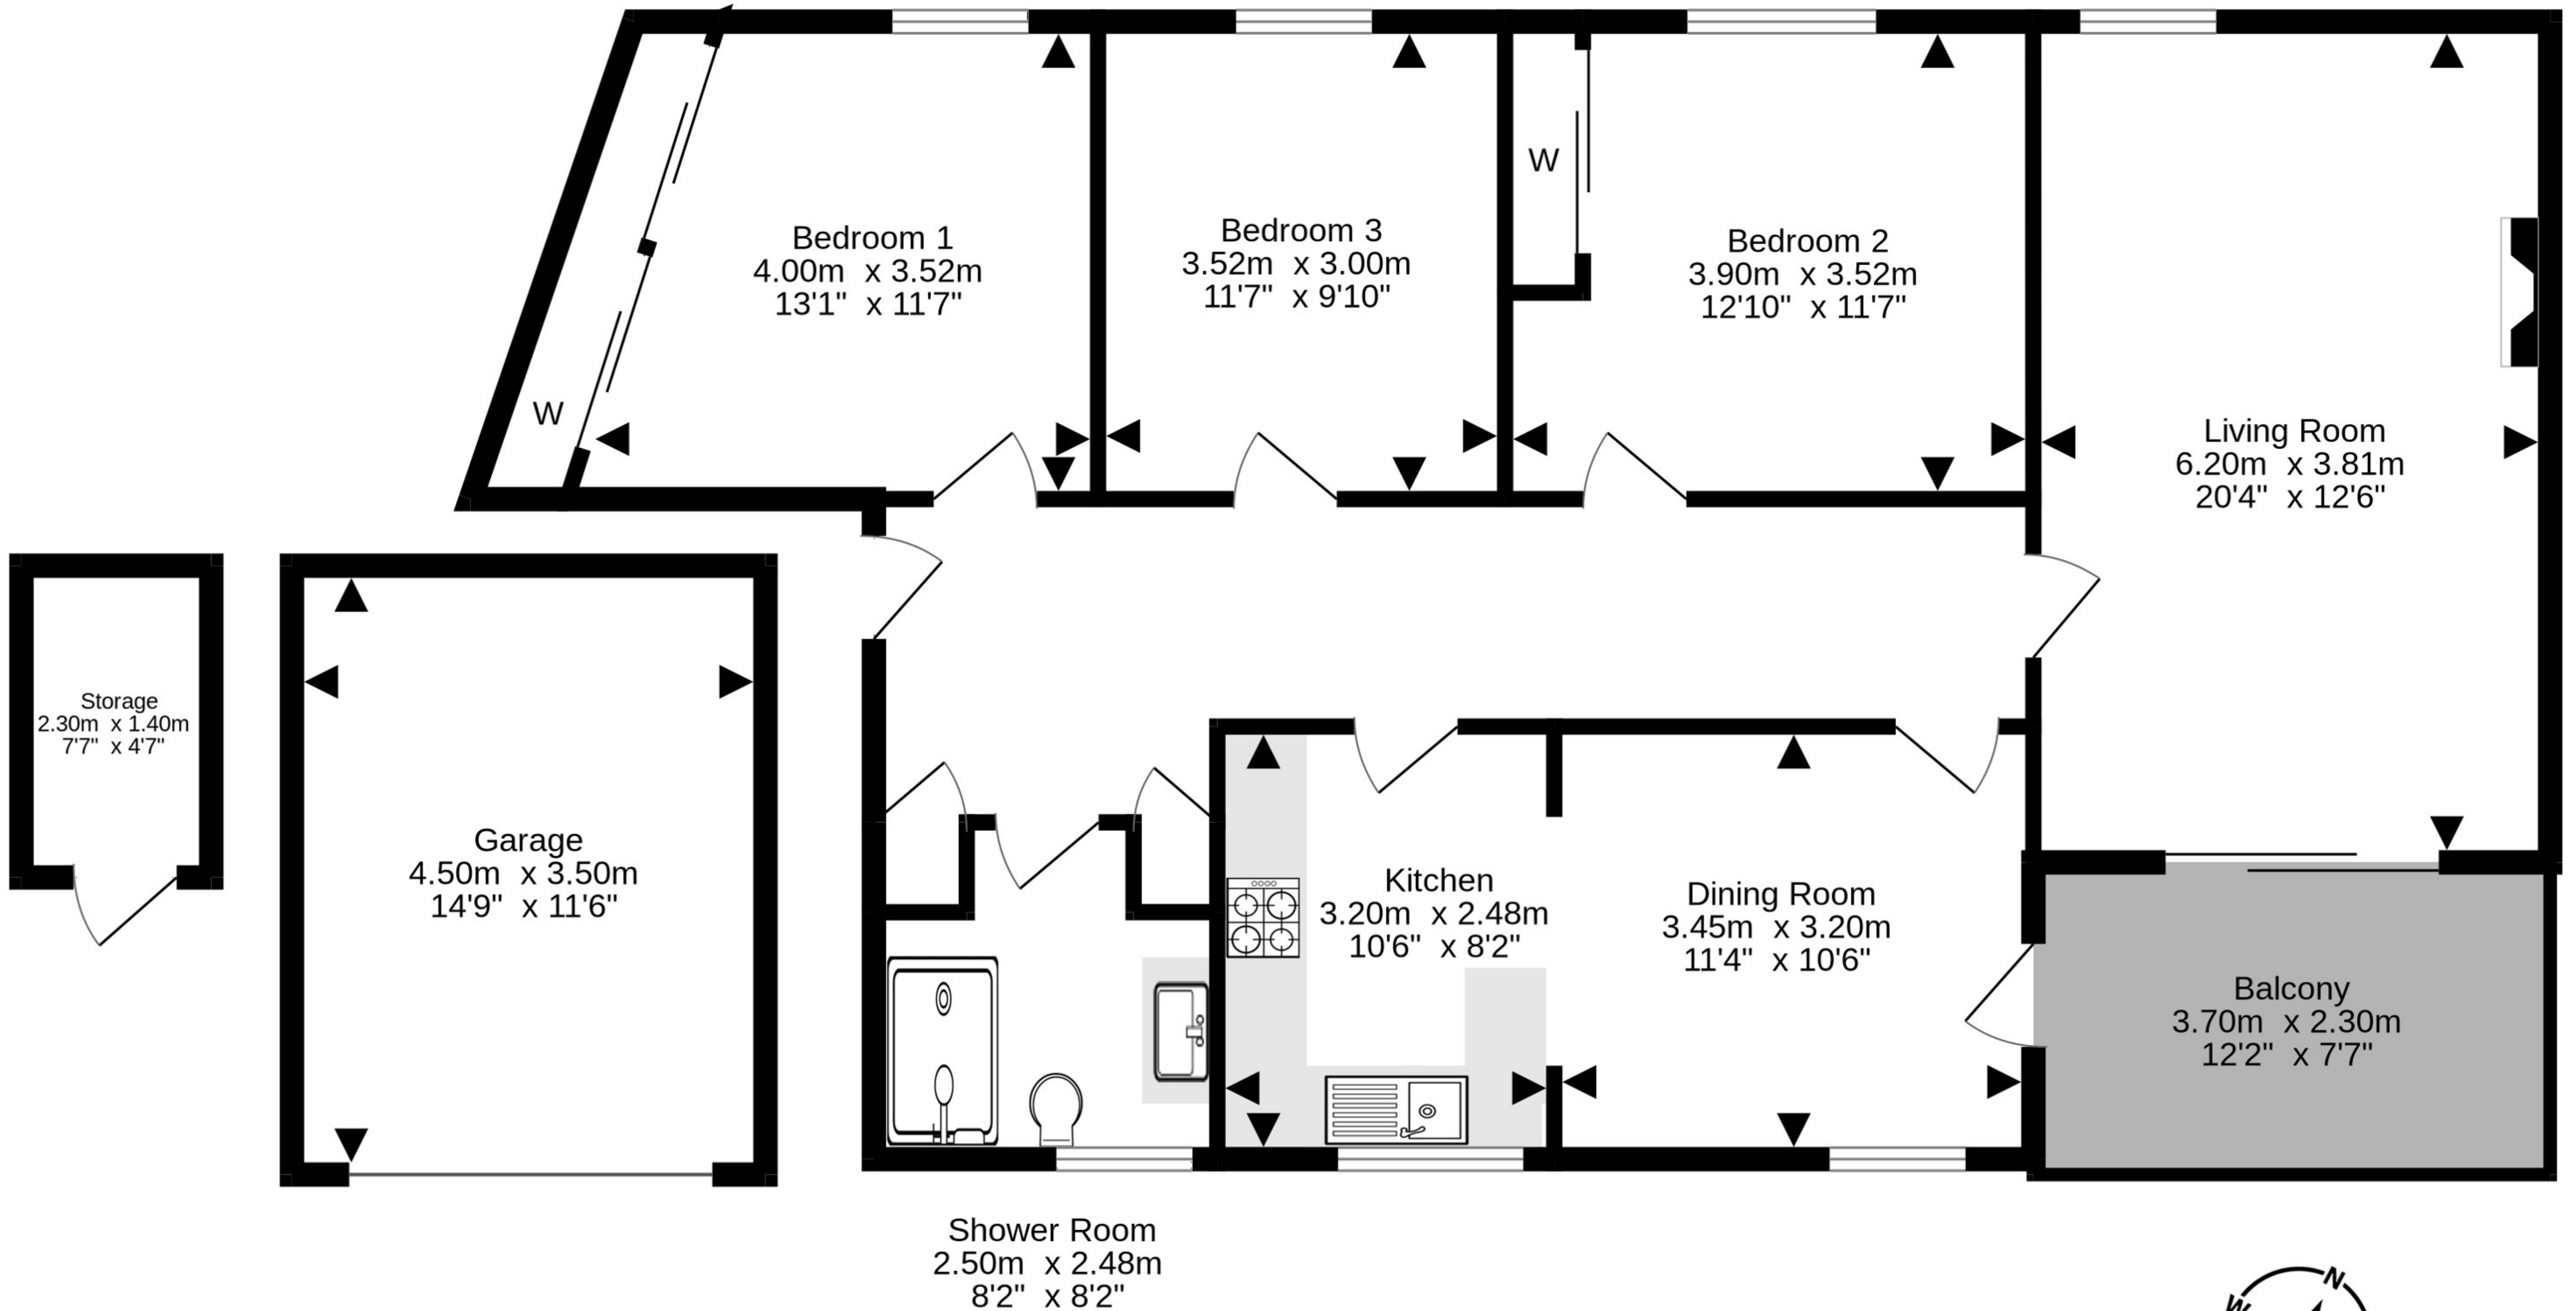 Bedroom 1
4.00m x 3.52m
13'1" x 11'7"
Bedroom 3
3.52m x 3.00m
11'7" x 9'10"
W
Bedroom 2
3.90m x 3.52m
12'10" x 11'7"
W
Living Room
6.20m x 3.81m
20'4" x 12'6"
Storage
2.30m x 1.40m
7'7" x 4'7"
Garage
4.50m x 3.50m
14'9" x 11'6"
Kitchen
3.20m x 2.48m
10'6" x 8'2"
Dining Room
3.45m x 3.20m
11'4" x 10'6"
Balcony
3.70m x 2.30m
12'2" x 7'7"
Shower Room
2.50m x 2.48m
8'2" x 8'2"
N
W